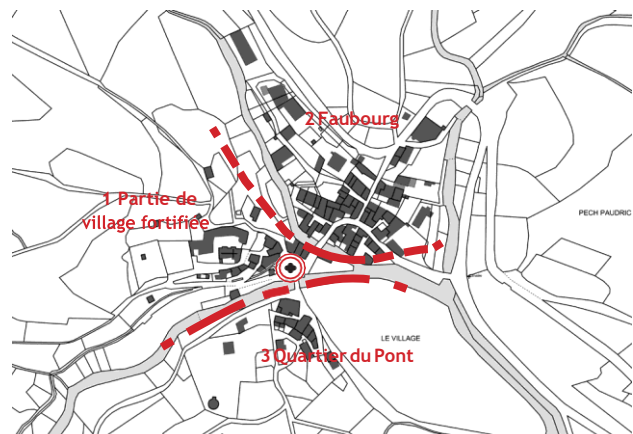 2 Faubourg
1 Partie de
village fortifiée
PECH PAUDRIC
LE VILLAGE
3 Quartier du Pont